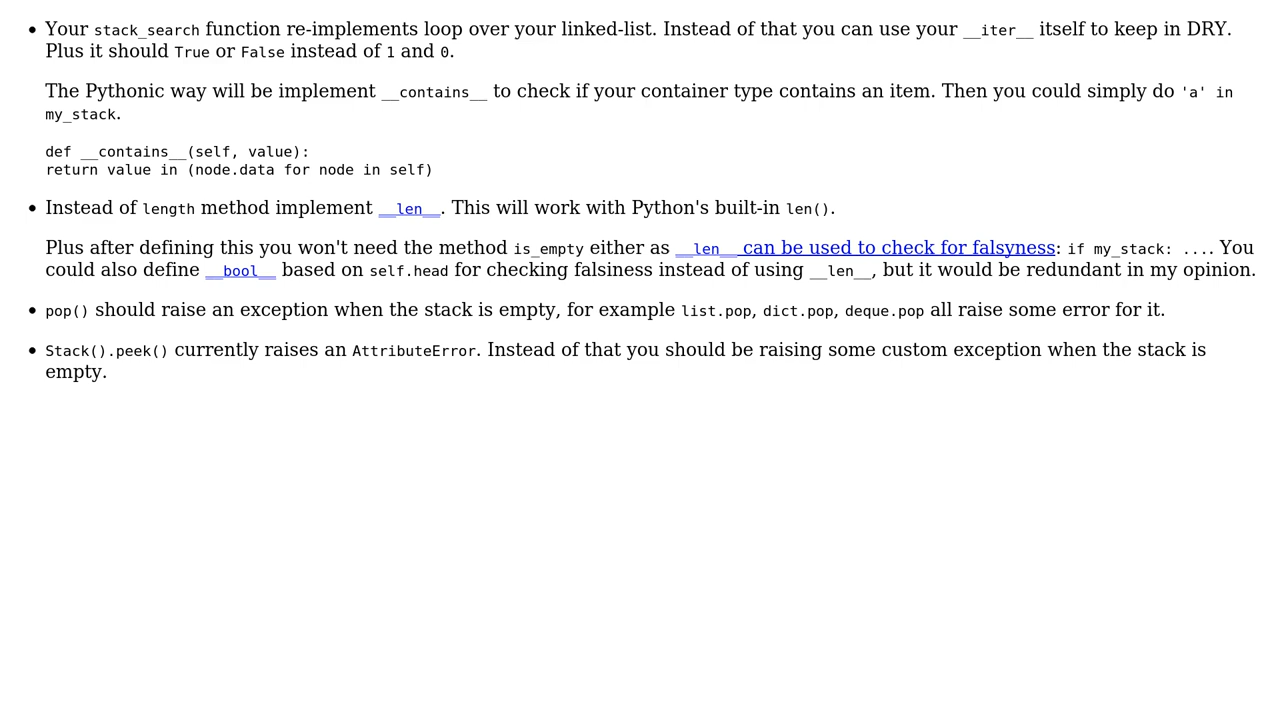 Your stack_search function re-implements loop over your linked-list. Instead of that you can use your __iter__ itself to keep in DRY.
Plus it should True or False instead of 1 and 0.
The Pythonic way will be implement __contains__ to check if your container type contains an item. Then you could simply do 'a' in
my_stack.
def __contains__(self, value):
return value in (node.data for node in self)
Instead of length method implement __len__. This will work with Python's built-in len().
Plus after defining this you won't need the method is_empty either as __len__ can be used to check for falsyness: if my_stack: .... You
could also define __bool__ based on self.head for checking falsiness instead of using __len__, but it would be redundant in my opinion.
pop() should raise an exception when the stack is empty, for example list.pop, dict.pop, deque.pop all raise some error for it.
Stack().peek() currently raises an AttributeError. Instead of that you should be raising some custom exception when the stack is
empty.